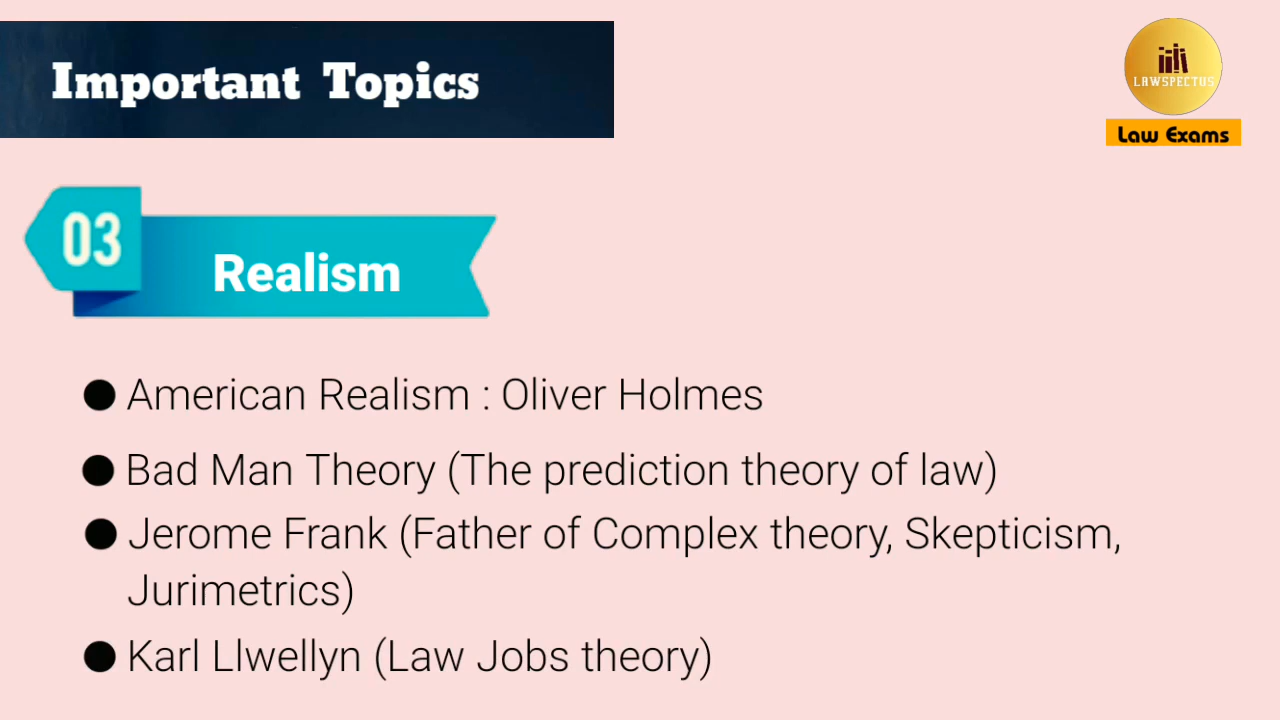 Important Topics
LAWSPECTUS
Law Exams
03
Realism
● American Realism : Oliver Holmes
● Bad Man Theory (The prediction theory of law)
● Jerome Frank (Father of Complex theory, Skepticism,
Jurimetrics)
● Karl Llwellyn (Law Jobs theory)